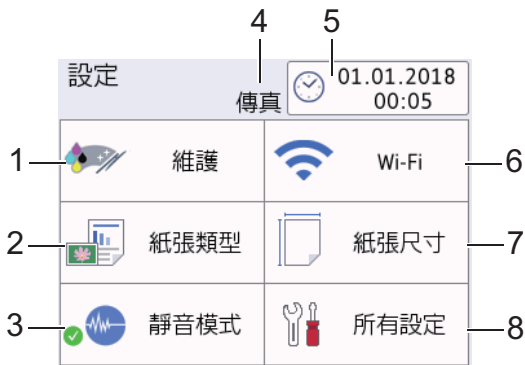 4 5
設定
傳真
01.01.2018
00:05
1 維護 Wi-Fi 6
2 紙張類型 紙張尺寸 7
3 靜音模式 所有設定 8